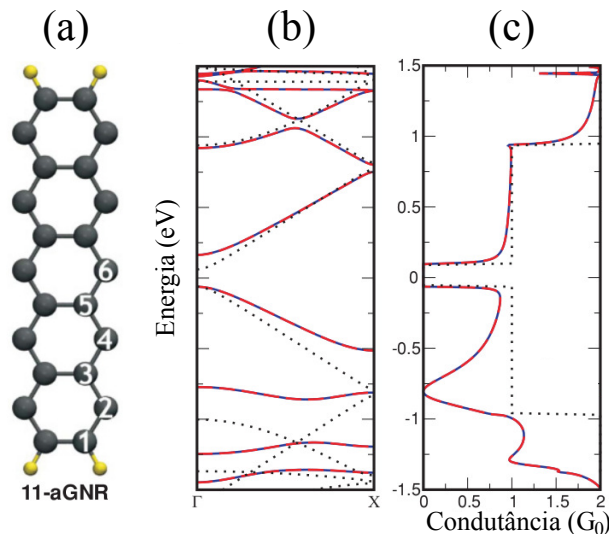 (a)
(b)
(c)
6
5
4
3
2
1
11-aGNR
Energia (eV)
Γ
X
1.5
1
0.5
0
-0.5
-1
-1.5
0
0.5
1
1.5
2
Condutância (G₀)